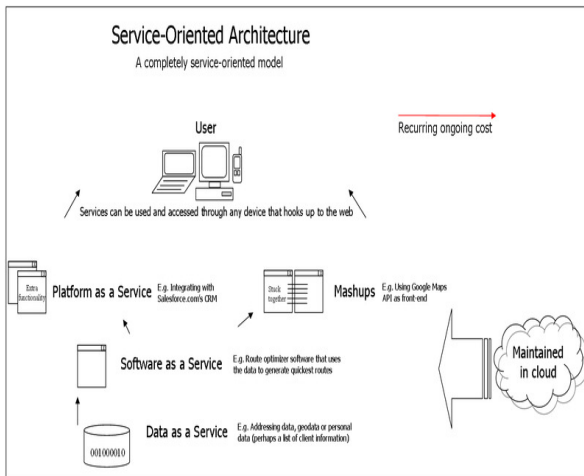 Service-Oriented Architecture
A completely service-oriented model
User
Recurring ongoing cost
Services can be used and accessed through any device that hooks up to the web
Extra
functionality
Platform as a Service
E.g. Integrating with
Salesforce.com's CRM
Stuck
together
Mashups
E.g. Using Google Maps
API as front-end
Software as a Service
E.g. Route optimizer software that uses
the data to generate quickest routes
Maintained
in cloud
001000010
Data as a Service
E.g. Addressing data, geodata or personal
data (perhaps a list of client information)